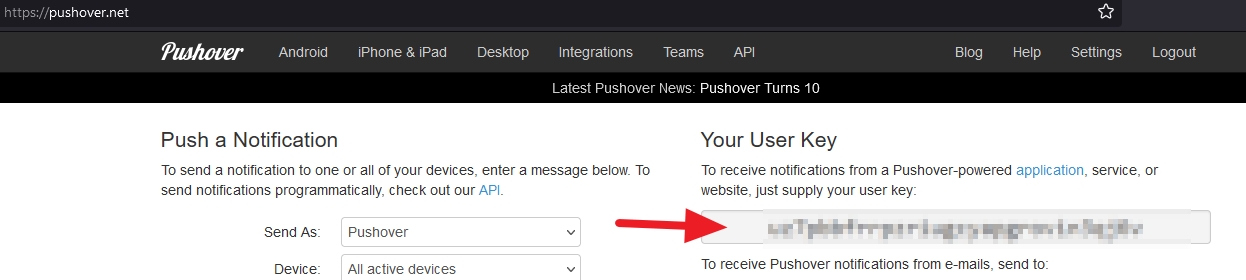 https://pushover.net
Pushover Android iPhone & iPad Desktop Integrations Teams API Blog Help Settings Logout
Latest Pushover News: Pushover Turns 10
Push a Notification
To send a notification to one or all of your devices, enter a message below. To
send notifications programmatically, check out our API.
Send As: Pushover
Device: All active devices
Your User Key
To receive notifications from a Pushover-powered application, service, or
website, just supply your user key:
To receive Pushover notifications from e-mails, send to: